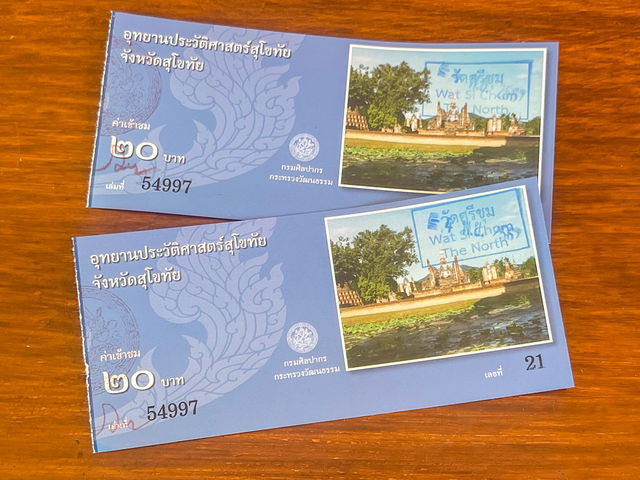 อุทยานประวัติศาสตร์สุโขทัย
จังหวัดสุโขทัย
ค่าเข้าชม
๒๐ บาท
เล่มที่ 54997
กรมศิลปากร
กระทรวงวัฒนธรรม
วัดศรีชุม
Wat Si Chum
The North
อุทยานประวัติศาสตร์สุโขทัย
จังหวัดสุโขทัย
ค่าเข้าชม
๒๐ บาท
เล่มที่ 54997
กรมศิลปากร
กระทรวงวัฒนธรรม
วัดศรีชุม
Wat Si Chum
The North
เลขที่ 21